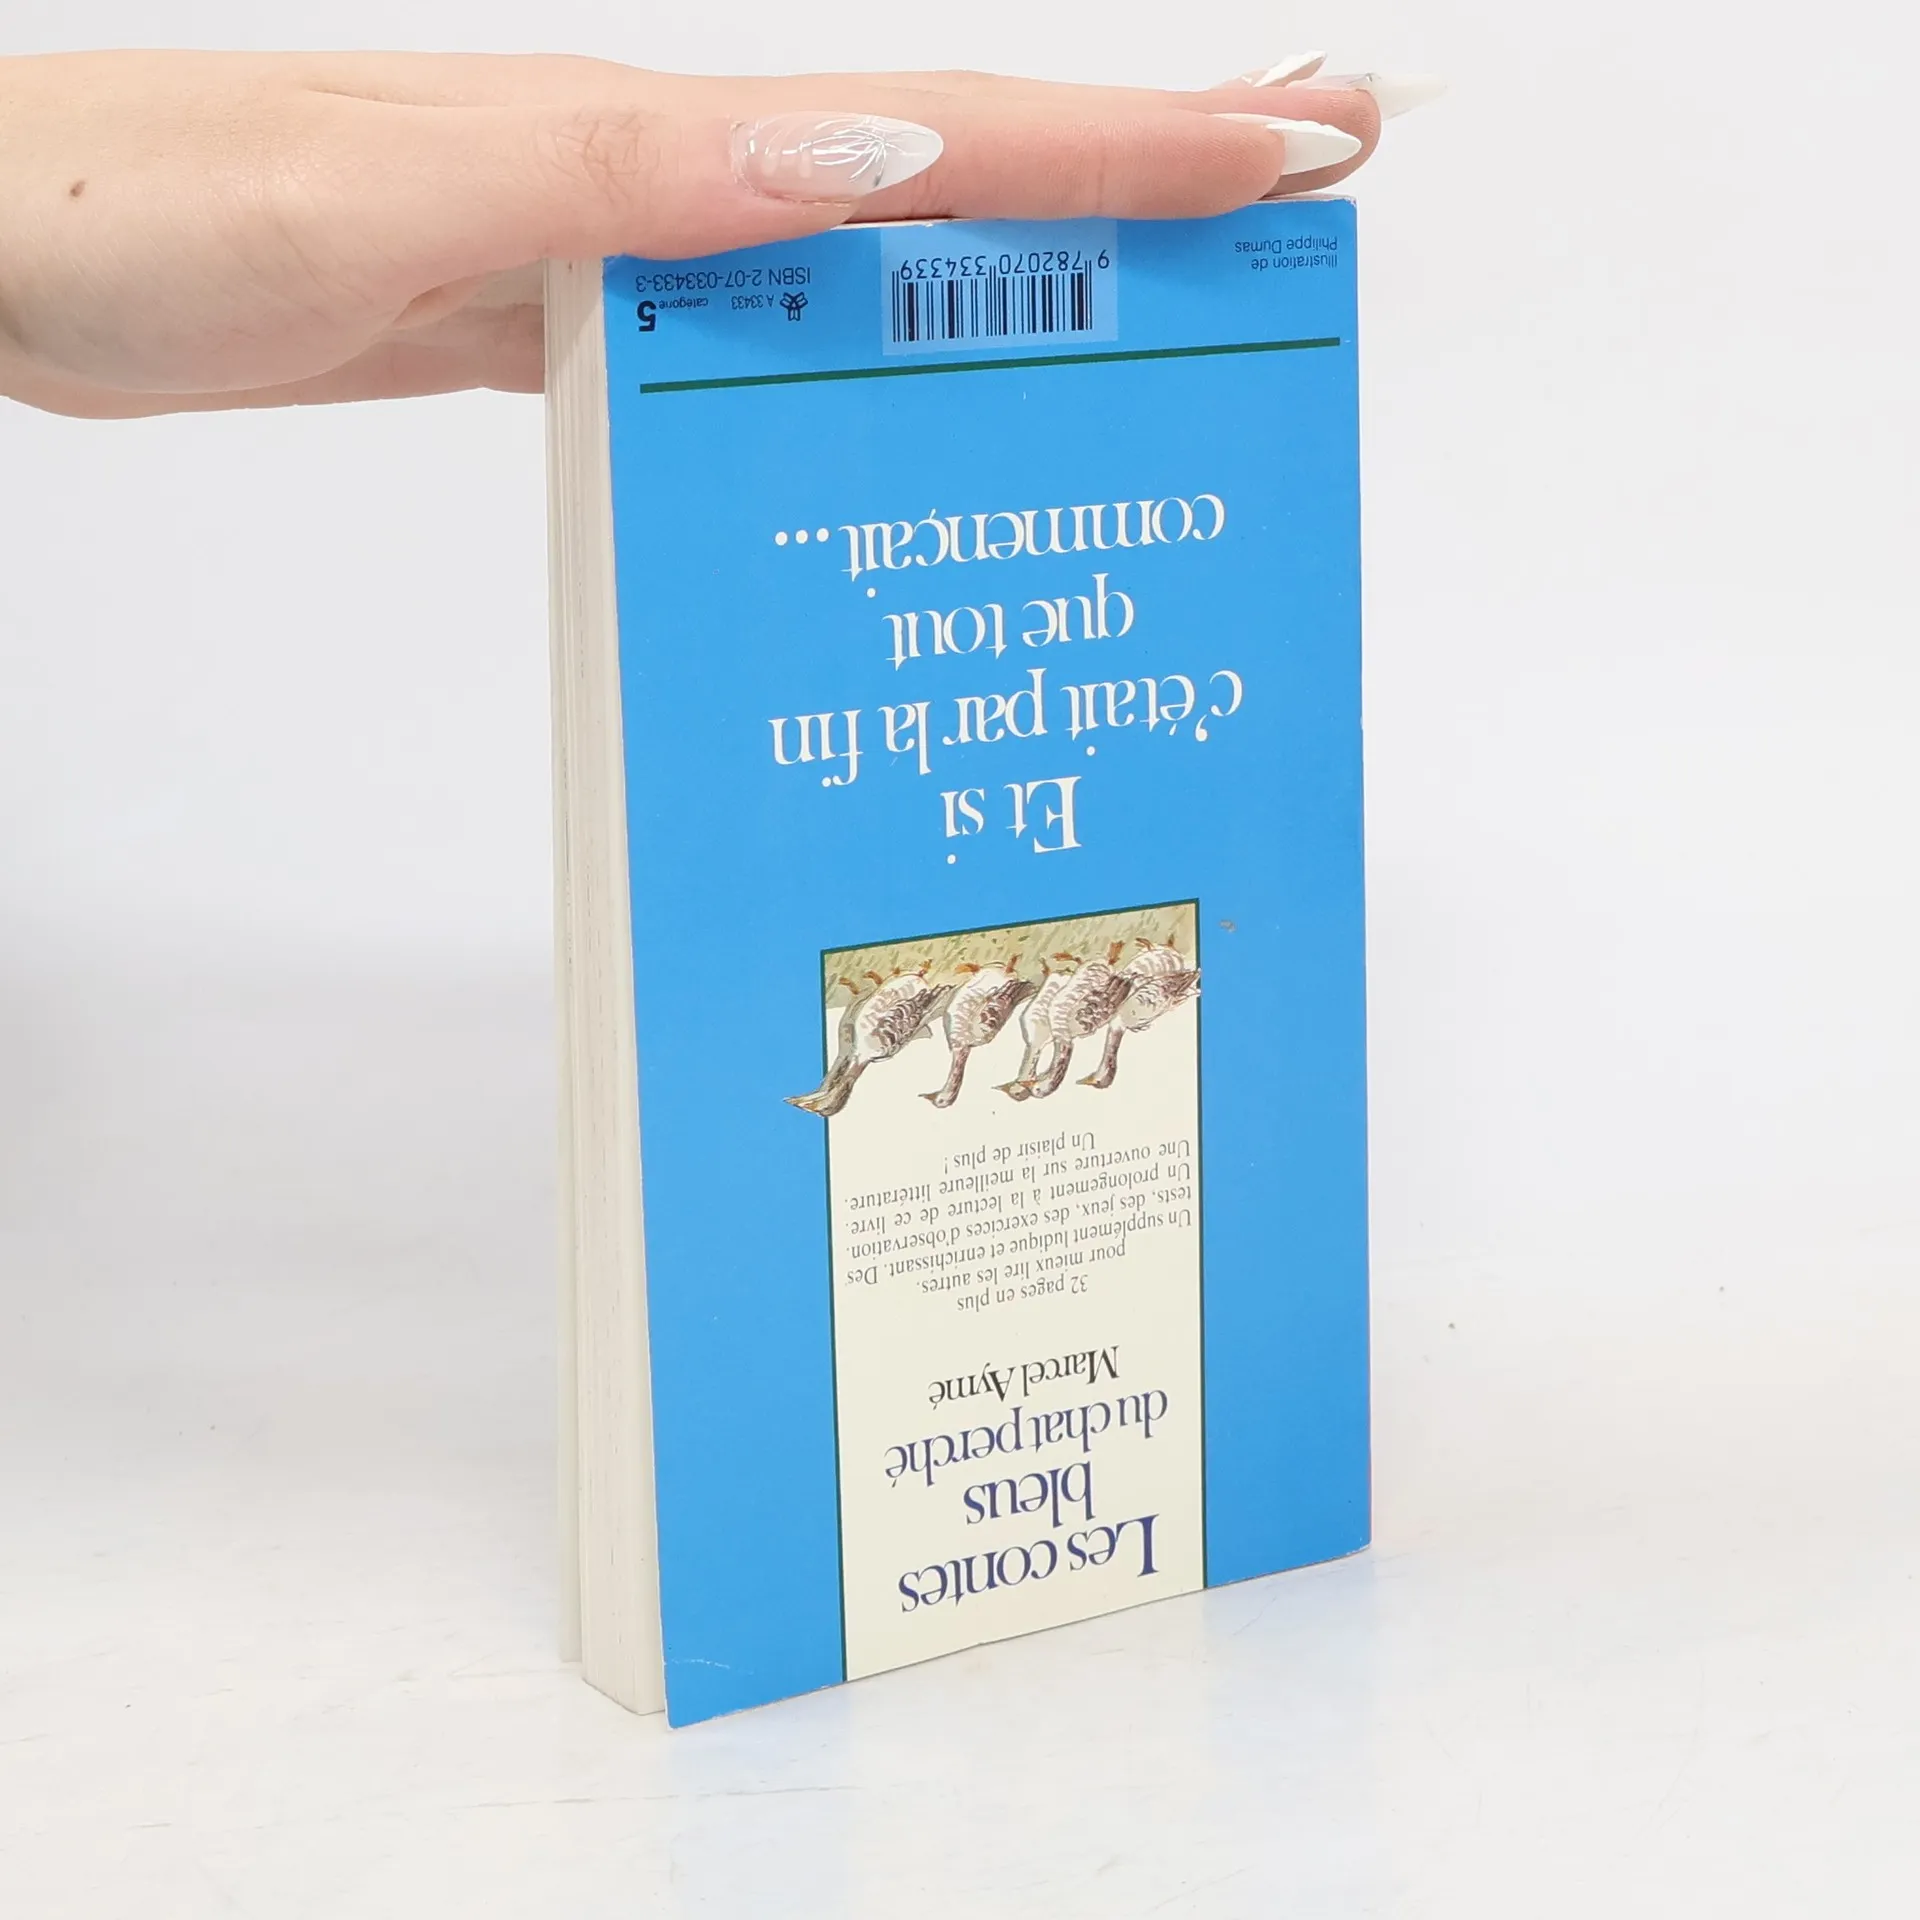 Les contes
bleus
du chat perché
Marcel Aymé
32 pages en plus
pour mieux lire les autres.
Un supplément ludique et enrichissant. Des
tests, des jeux, des exercices d'observation.
Un prolongement à la lecture de ce livre.
Une ouverture sur la meilleure littérature.
Un plaisir de plus !
Et si
c'était par la fin
que tout
commençait...
Illustration de
Philippe Dumas
9 782070 334339
A 33433
catégorie 5
ISBN 2-07-033433-3